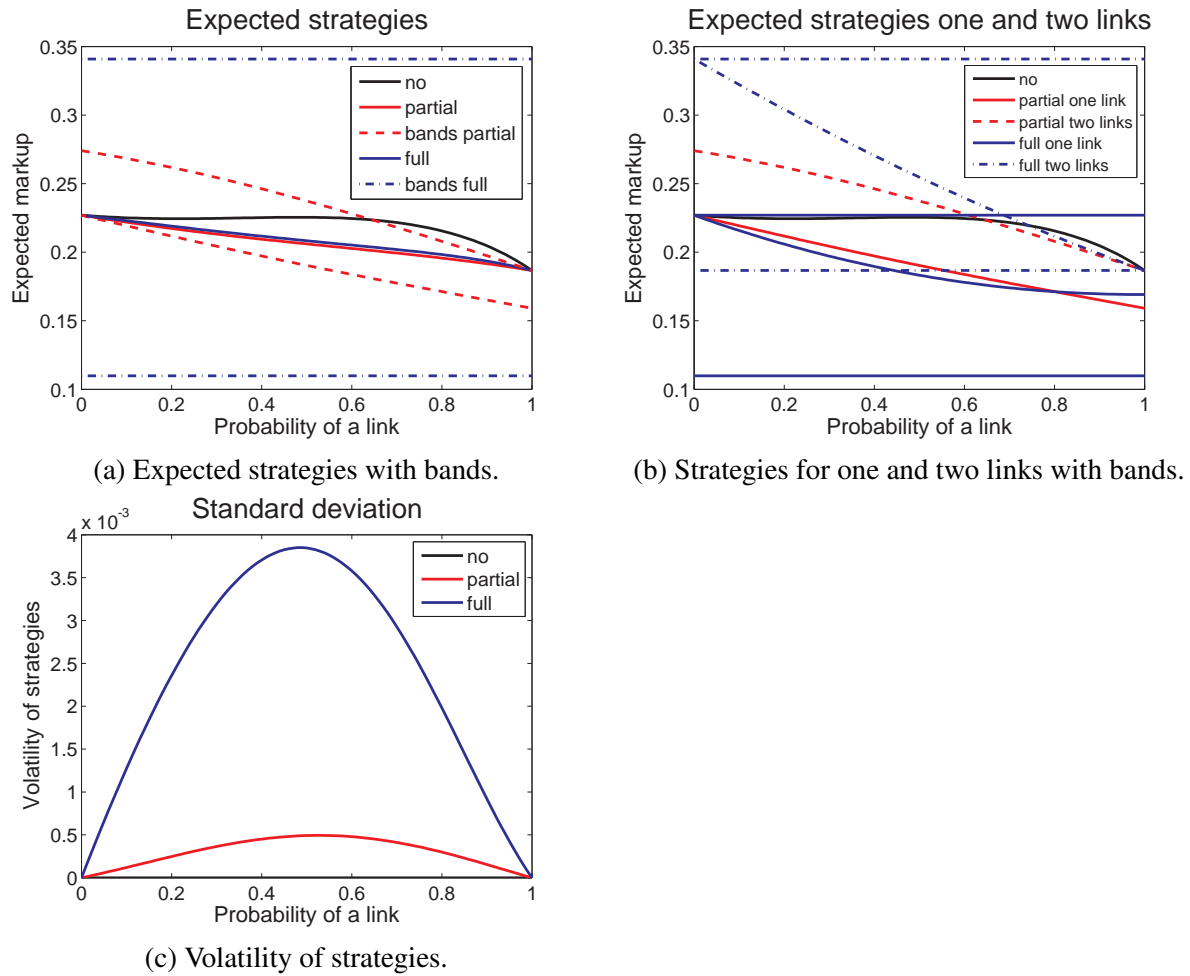 Expected strategies
0.35
0.3
0.25
0.2
0.15
0.1
Expected markup
no
partial
bands partial
full
bands full
0 0.2 0.4 0.6 0.8 1
Probability of a link
(a) Expected strategies with bands.
Expected strategies one and two links
0.35
0.3
0.25
0.2
0.15
0.1
Expected markup
no
partial one link
partial two links
full one link
full two links
0 0.2 0.4 0.6 0.8 1
Probability of a link
(b) Strategies for one and two links with bands.
Standard deviation
x 10⁻³
4
3.5
3
2.5
2
1.5
1
0.5
0
Volatility of strategies
no
partial
full
0 0.2 0.4 0.6 0.8 1
Probability of a link
(c) Volatility of strategies.